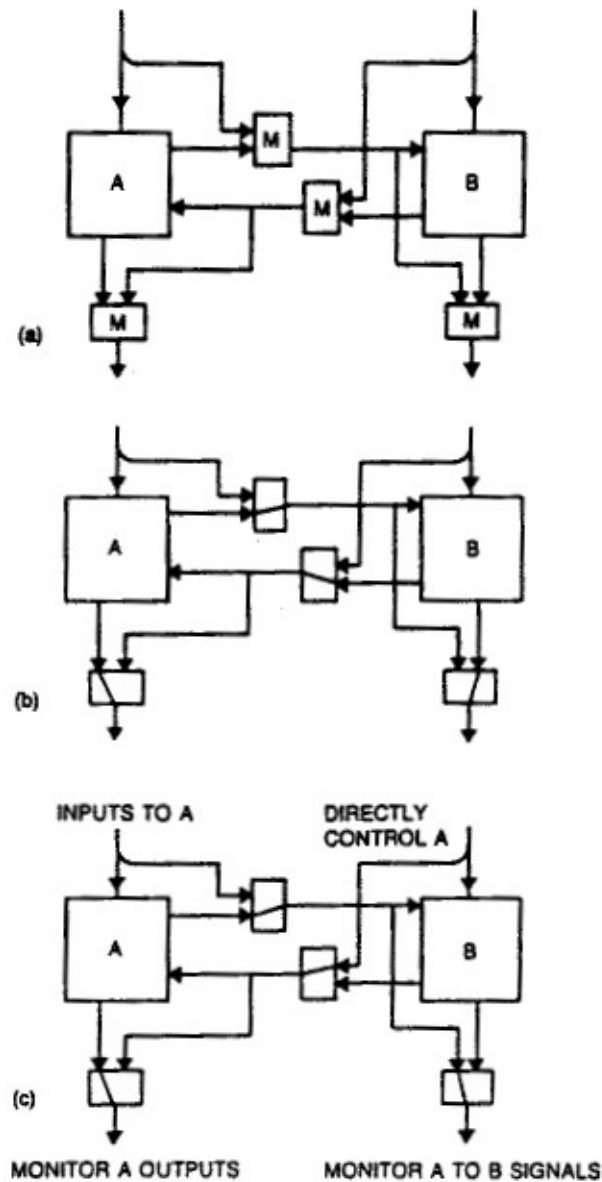 M
A
M
B
M
M
(a)
A
B
(b)
INPUTS TO A
DIRECTLY
CONTROL A
A
B
(c)
MONITOR A OUTPUTS
MONITOR A TO B SIGNALS